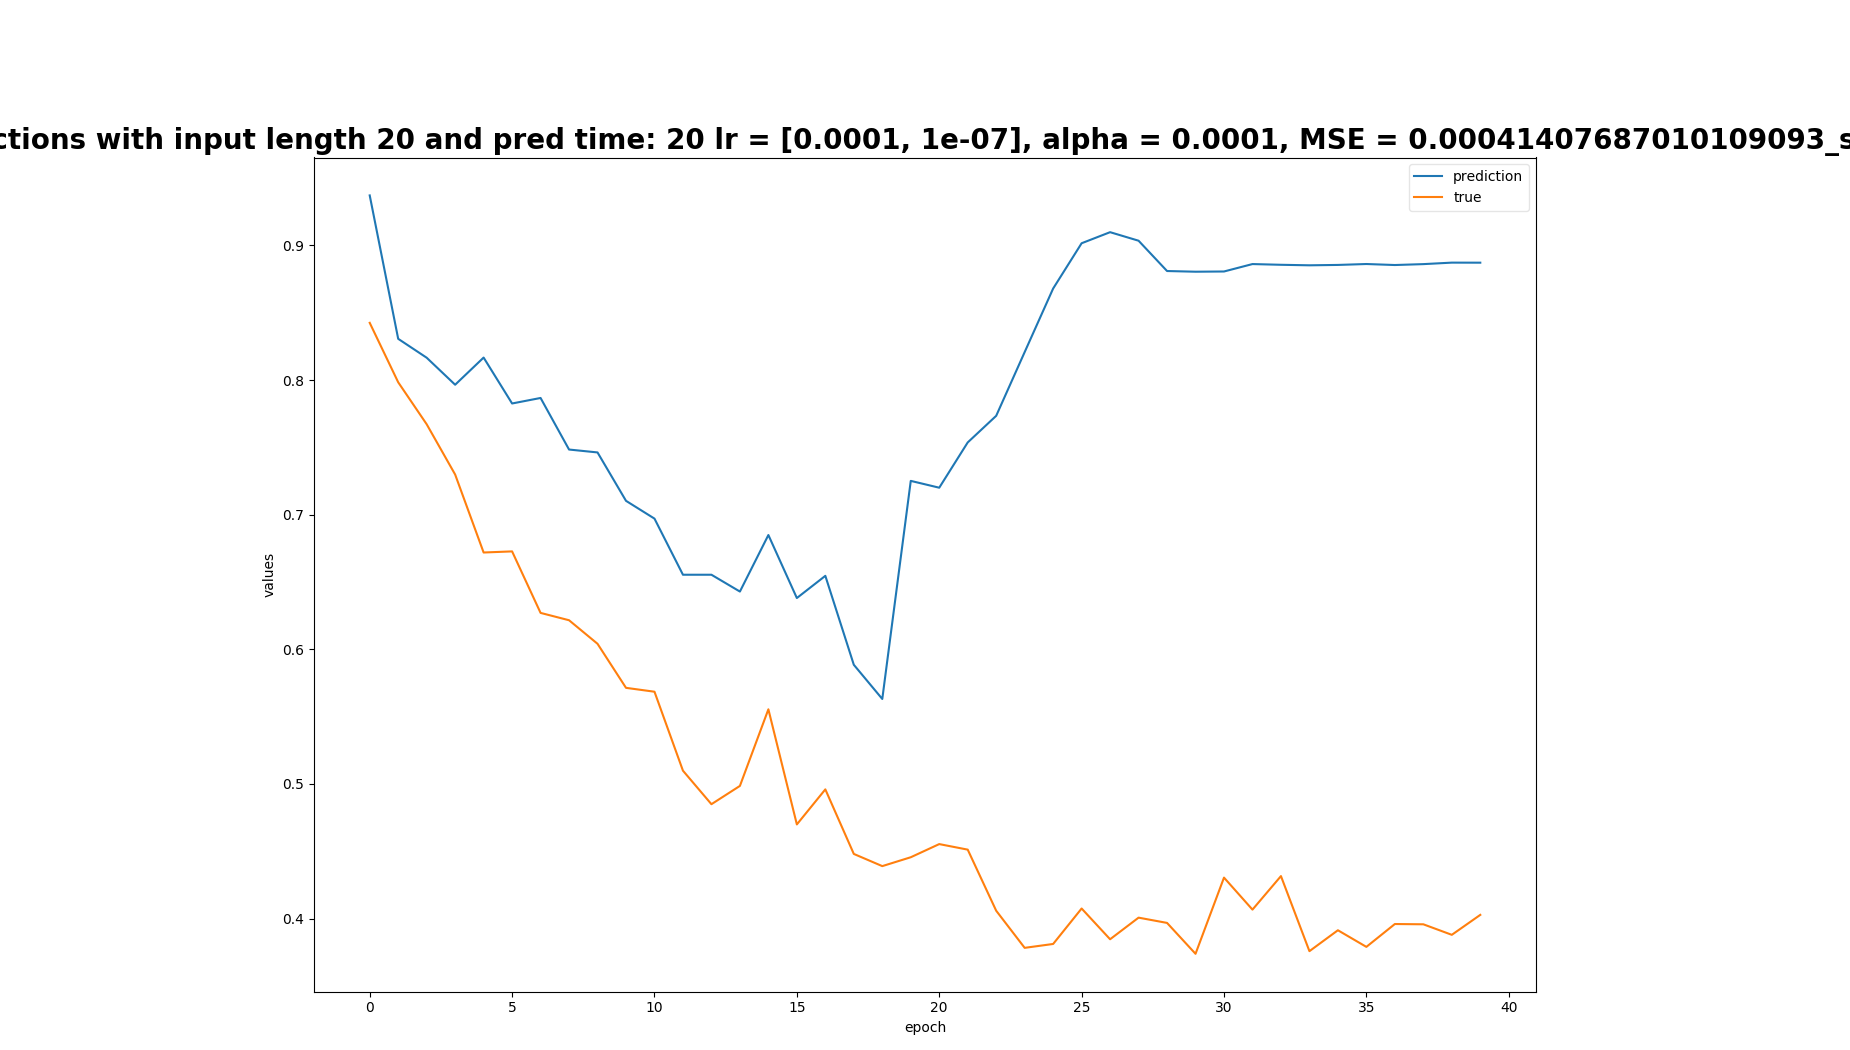 ctions with input length 20 and pred time: 20 lr = [0.0001, 1e-07], alpha = 0.0001, MSE = 0.00041407687010109093_s
prediction
true
0.9
0.8
0.7
0.6
0.5
0.4
values
0 5 10 15 20 25 30 35 40
epoch